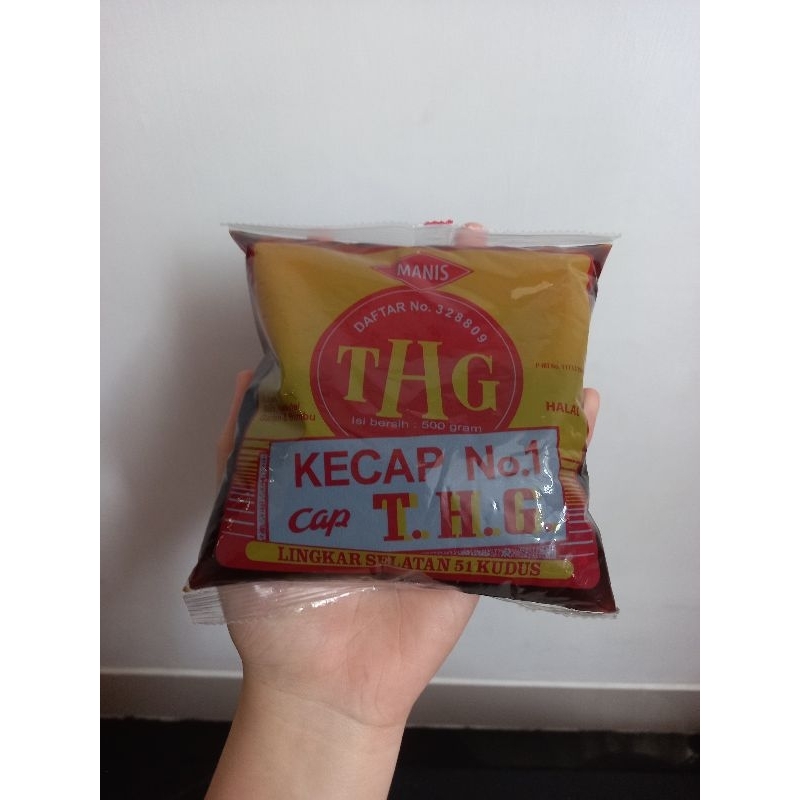 MANIS
DAFTAR No. 328809
THG
Isi bersih : 500 gram
HALAL
KECAP No.1
cap T.H.G.
LINGKAR SELATAN 51 KUDUS